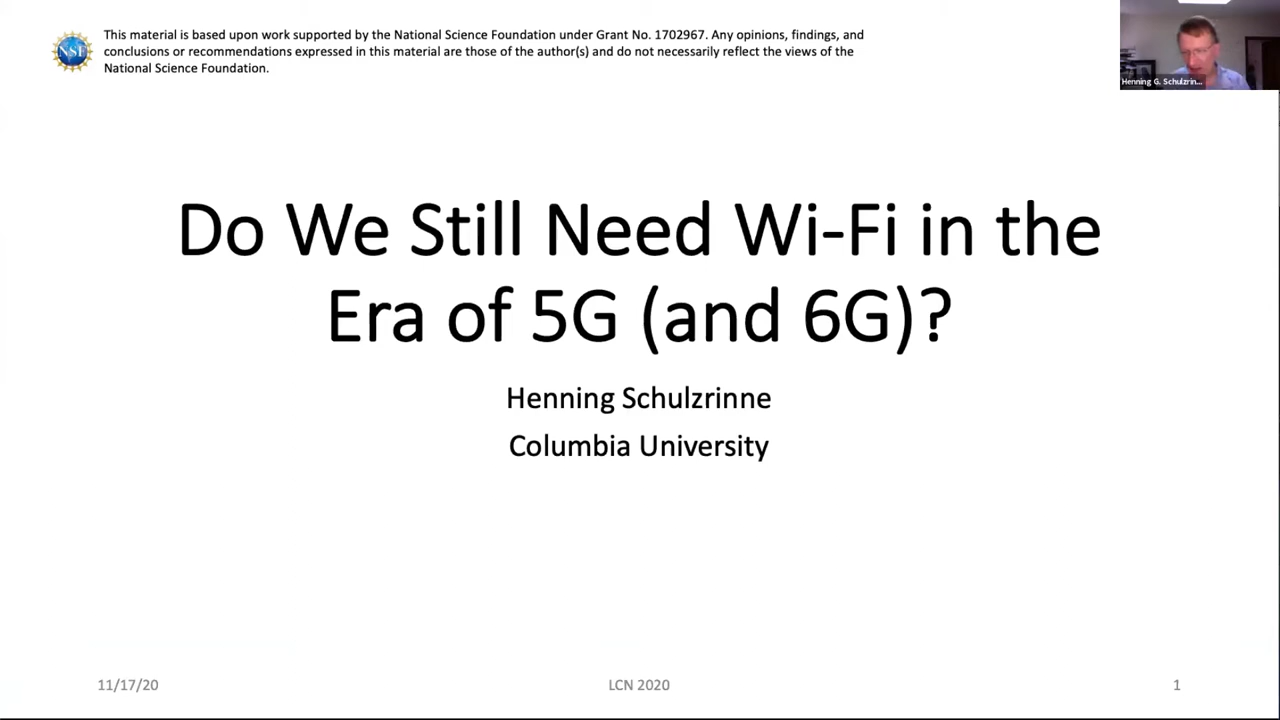 This material is based upon work supported by the National Science Foundation under Grant No. 1702967. Any opinions, findings, and
conclusions or recommendations expressed in this material are those of the author(s) and do not necessarily reflect the views of the
National Science Foundation.
NSF
Henning G. Schulzrin...
Do We Still Need Wi-Fi in the
Era of 5G (and 6G)?
Henning Schulzrinne
Columbia University
11/17/20
LCN 2020
1